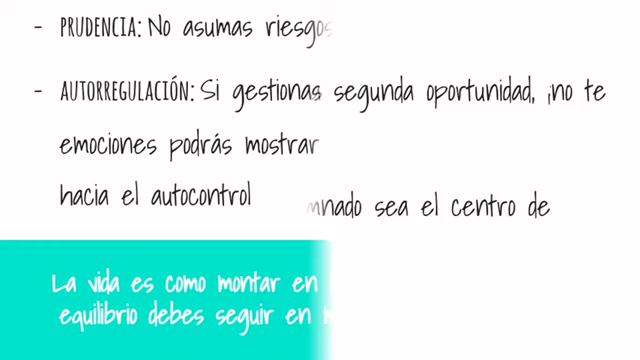 - PRUDENCIA: No asumas riesgos
- AUTORREGULACIÓN: Si gestionas segunda oportunidad, ¡no te
emociones podrás mostrar
hacia el autocontrol
sea el centro de
La vida es como montar en
equilibrio debes seguir en